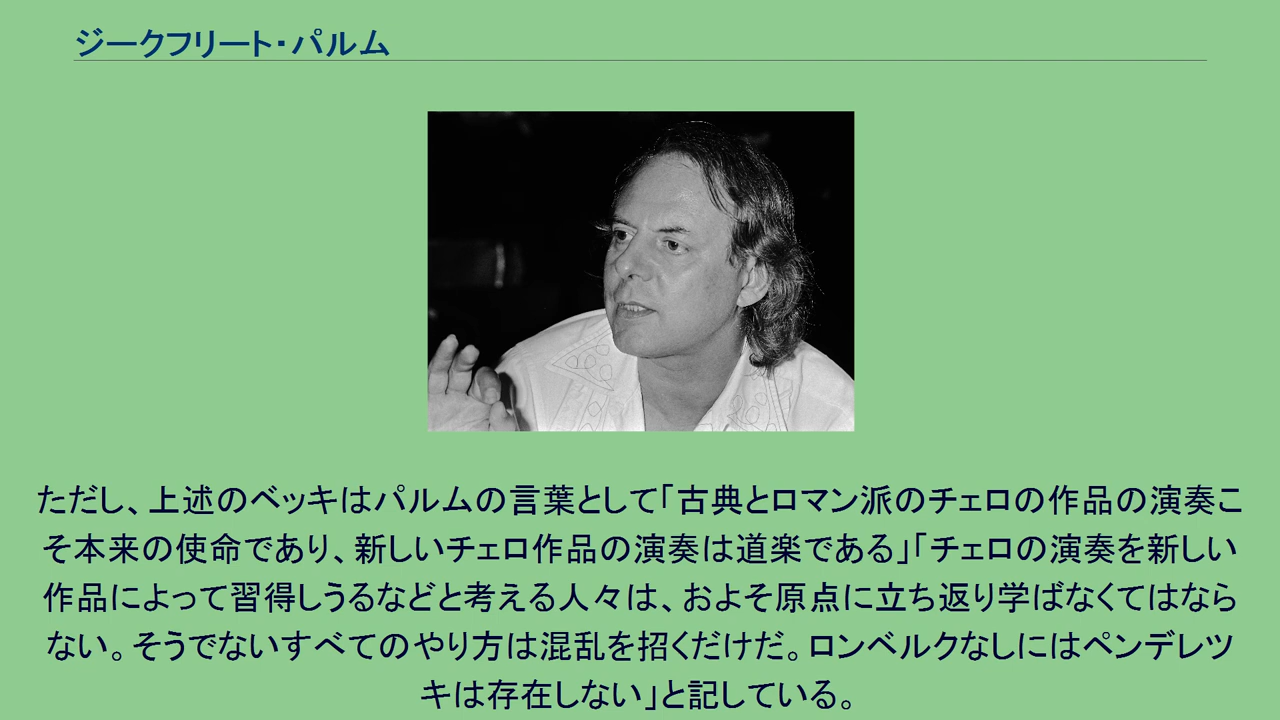 ジークフリート・パルム
ただし、上述のベッキはパルムの言葉として「古典とロマン派のチェロの作品の演奏こ
そ本来の使命であり、新しいチェロ作品の演奏は道楽である」「チェロの演奏を新しい
作品によって習得しうるなどと考える人々は、およそ原点に立ち返り学ばなくてはなら
ない。そうでないすべてのやり方は混乱を招くだけだ。ロンベルクなしにはペンデレツ
キは存在しない」と記している。